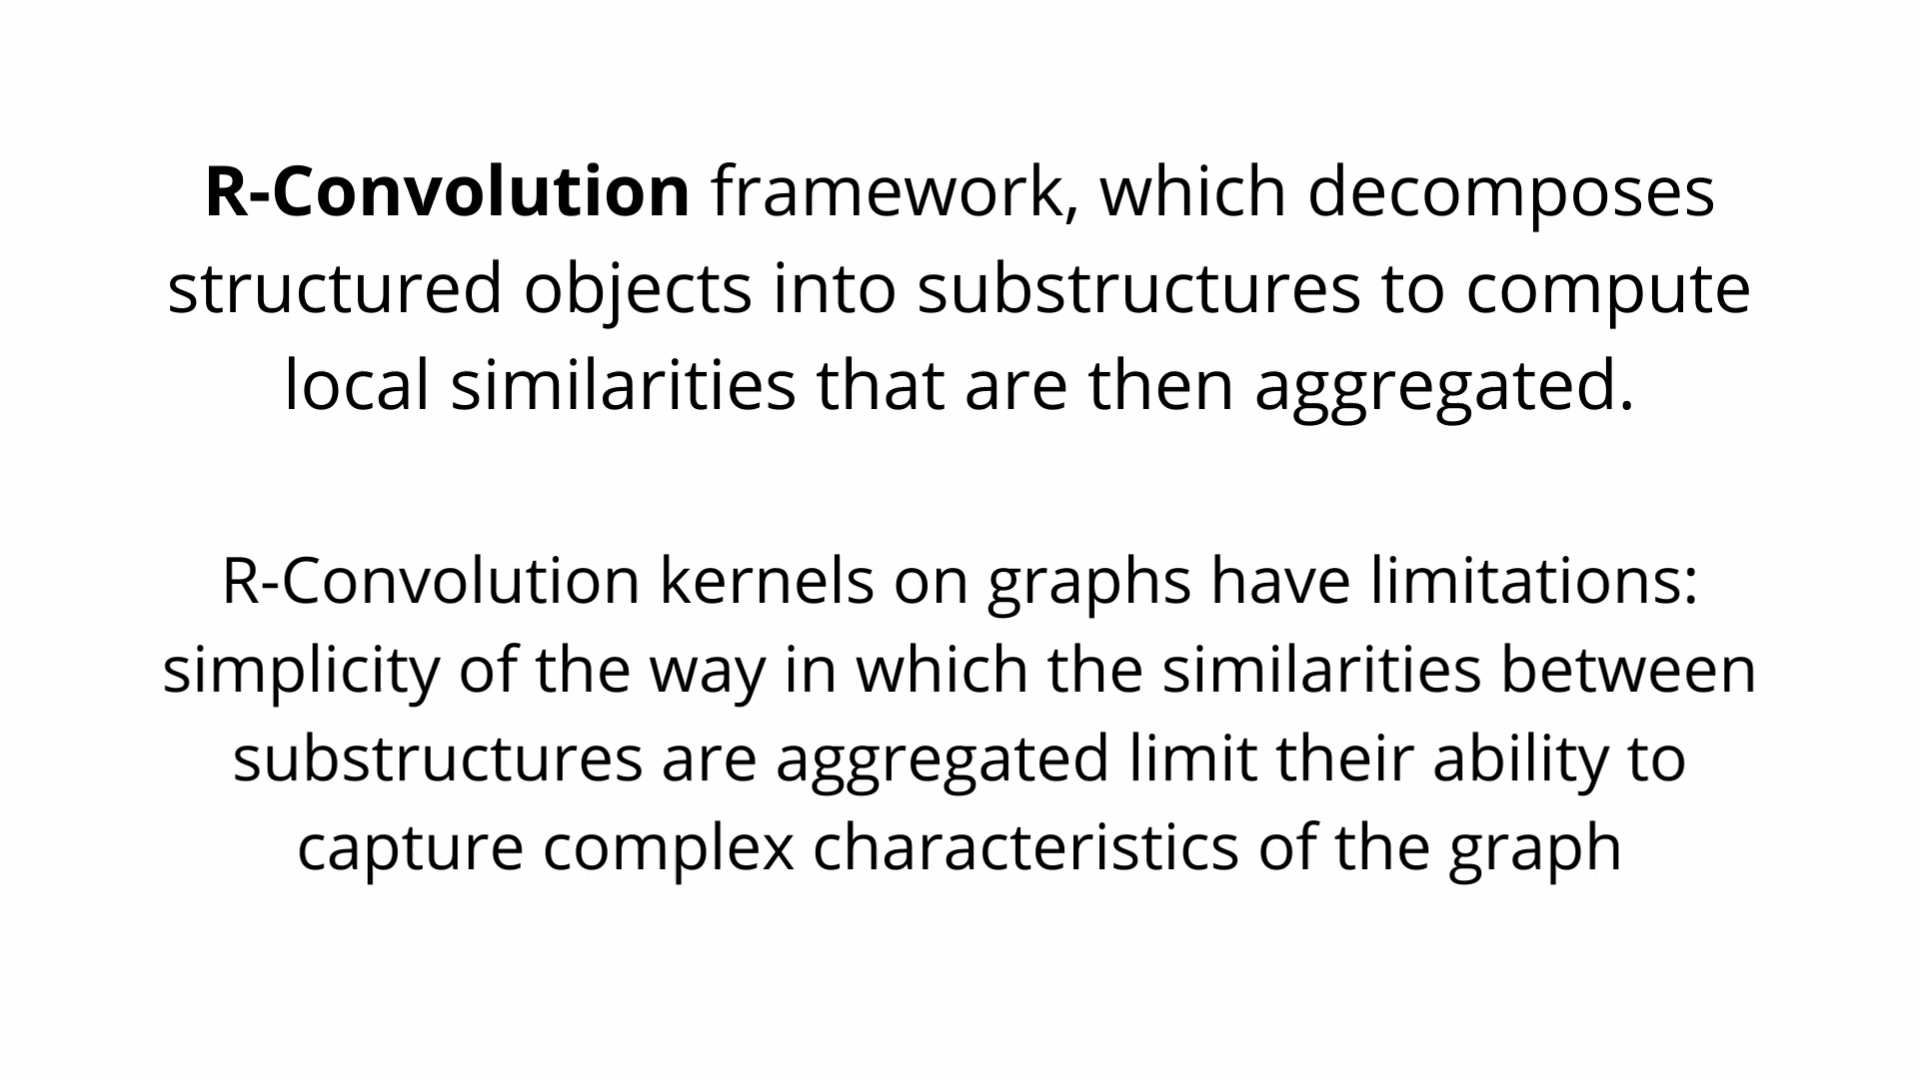 R-Convolution framework, which decomposes
structured objects into substructures to compute
local similarities that are then aggregated.
R-Convolution kernels on graphs have limitations:
simplicity of the way in which the similarities between
substructures are aggregated limit their ability to
capture complex characteristics of the graph